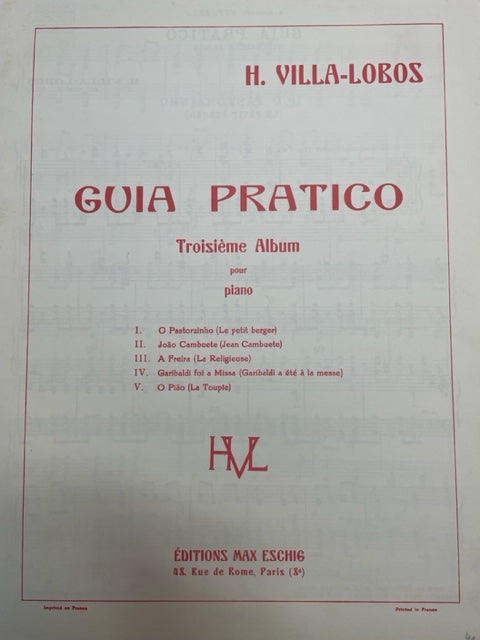 H. VILLA-LOBOS
GUIA PRATICO
Troisième Album
pour
piano
I. O Pastorzinho (Le petit berger)
II. João Cambuete (Jean Cambuete)
III. A Freira (La Religieuse)
IV. Garibaldi foi a Missa (Garibaldi a été à la messe)
V. O Pião (La Toupie)
HVL
ÉDITIONS MAX ESCHIG
48, Rue de Rome, Paris (8e)
Imprimé en France
Printed in France